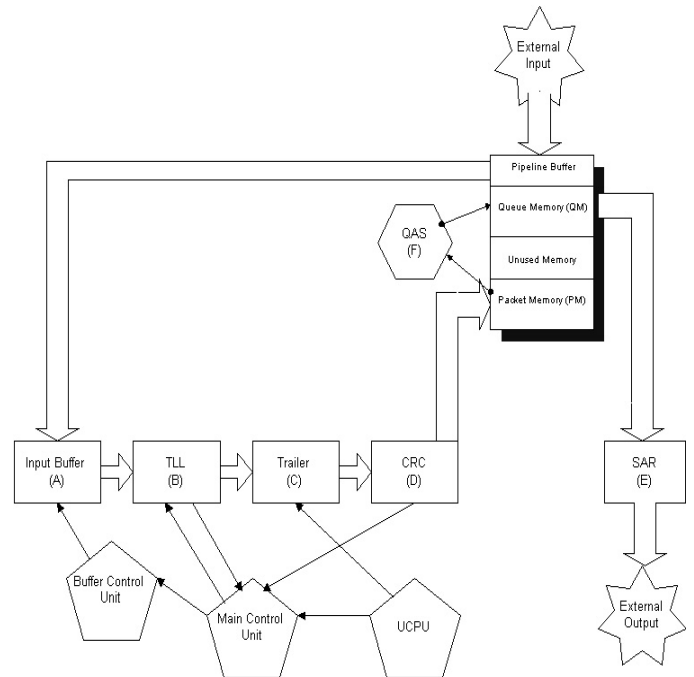 External
Input
Pipeline Buffer
Queue Memory (QM)
QAS
(F)
Unused Memory
Packet Memory (PM)
Input Buffer
(A)
TLL
(B)
Trailer
(C)
CRC
(D)
SAR
(E)
Buffer Control
Unit
Main Control
Unit
UCPU
External
Output